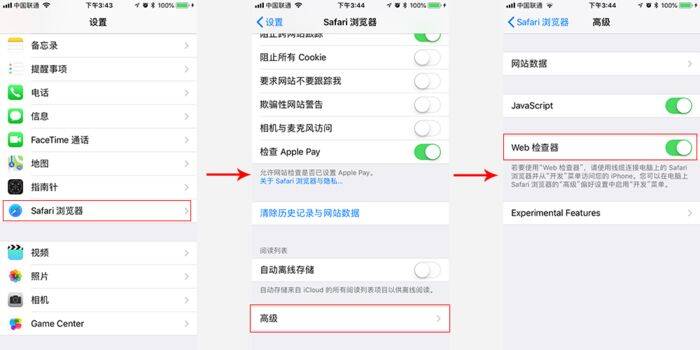 中国联通 下午3:43 100%
设置
备忘录
提醒事项
电话
信息
FaceTime 通话
地图
指南针
Safari 浏览器
视频
照片
相机
Game Center
中国联通 下午3:44 100%
设置 Safari 浏览器
阻止跨网站跟踪
阻止所有 Cookie
要求网站不要跟踪我
欺骗性网站警告
相机与麦克风访问
检查 Apple Pay
允许网站检查是否已设置 Apple Pay。
关于 Safari 浏览器与隐私...
清除历史记录与网站数据
阅读列表
自动离线存储
自动存储来自 iCloud 的所有阅读列表项目以供离线阅读。
高级
中国联通 下午3:44 100%
Safari 浏览器 高级
网站数据
JavaScript
Web 检查器
若要使用“Web 检查器”，请使用线缆连接电脑上的 Safari
浏览器并从“开发”菜单访问您的 iPhone。您可以在电脑上
Safari 浏览器的“高级”偏好设置中启用“开发”菜单。
Experimental Features